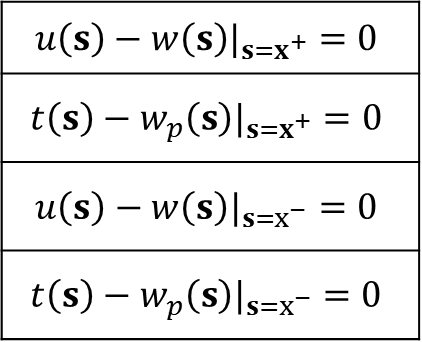 u(𝐬) − w(𝐬)|𝐬=𝐱⁺ = 0
t(𝐬) − wₚ(𝐬)|𝐬=𝐱⁺ = 0
u(𝐬) − w(𝐬)|𝐬=x⁻ = 0
t(𝐬) − wₚ(𝐬)|𝐬=x⁻ = 0